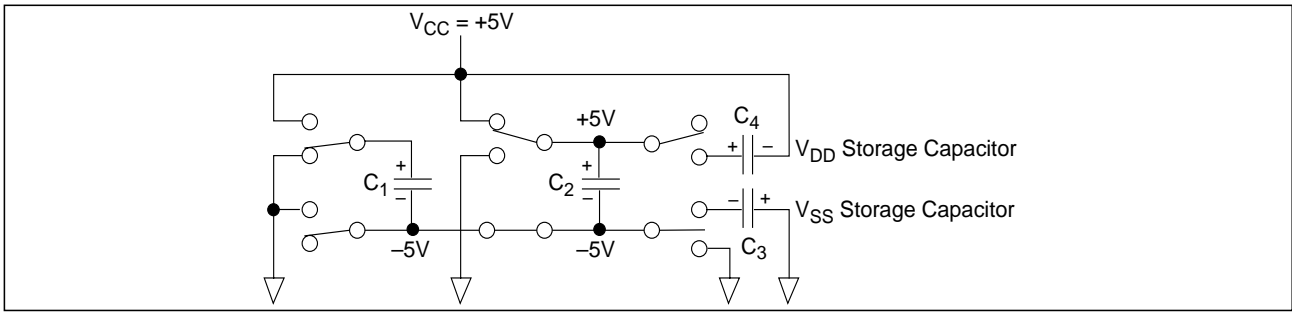 V_CC = +5V
+5V
C_4
+ –
V_DD Storage Capacitor
+
C_1
–
+
C_2
–
– +
V_SS Storage Capacitor
–5V
–5V
C_3